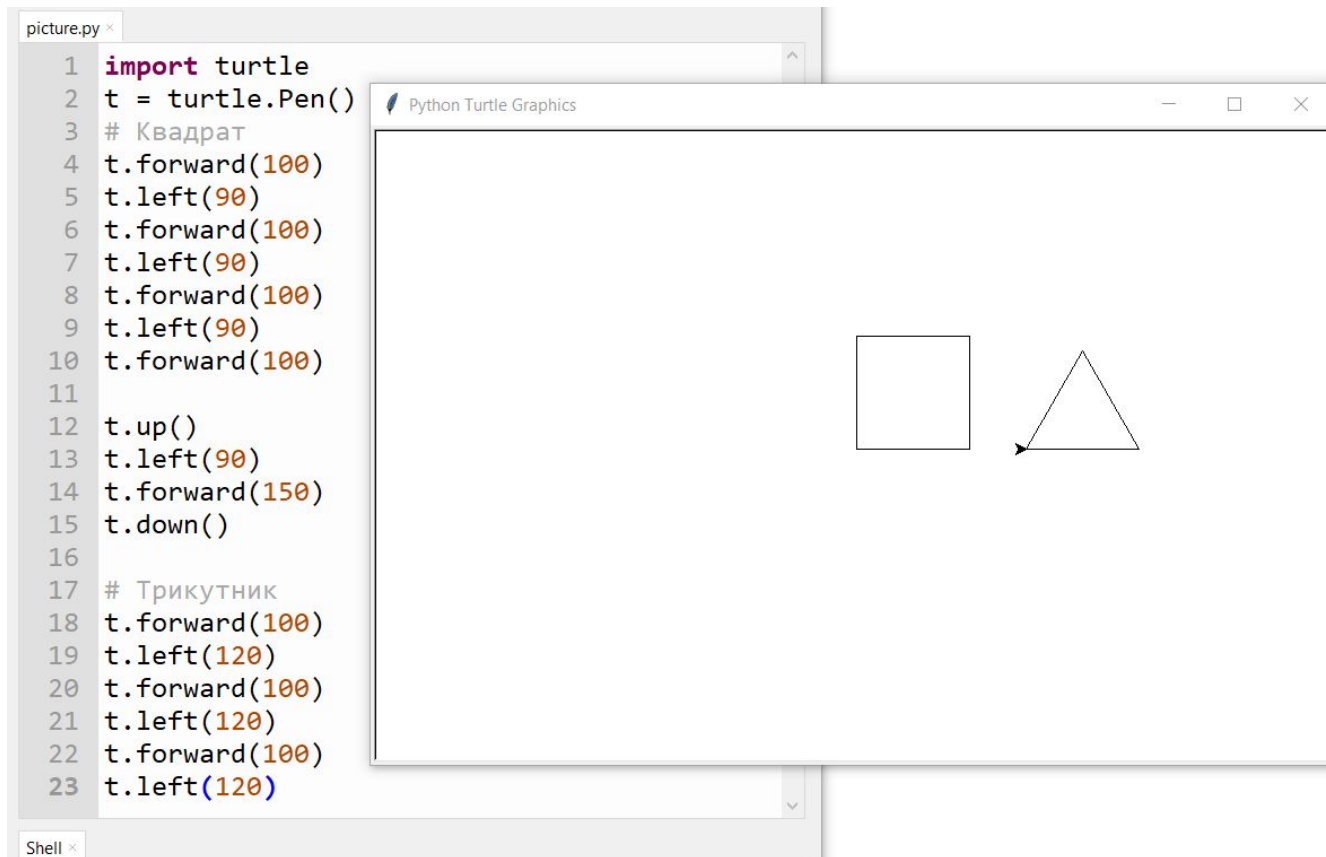 picture.py ×
1 import turtle
2 t = turtle.Pen()
3 # Квадрат
4 t.forward(100)
5 t.left(90)
6 t.forward(100)
7 t.left(90)
8 t.forward(100)
9 t.left(90)
10 t.forward(100)
11
12 t.up()
13 t.left(90)
14 t.forward(150)
15 t.down()
16
17 # Трикутник
18 t.forward(100)
19 t.left(120)
20 t.forward(100)
21 t.left(120)
22 t.forward(100)
23 t.left(120)
Shell ×
Python Turtle Graphics